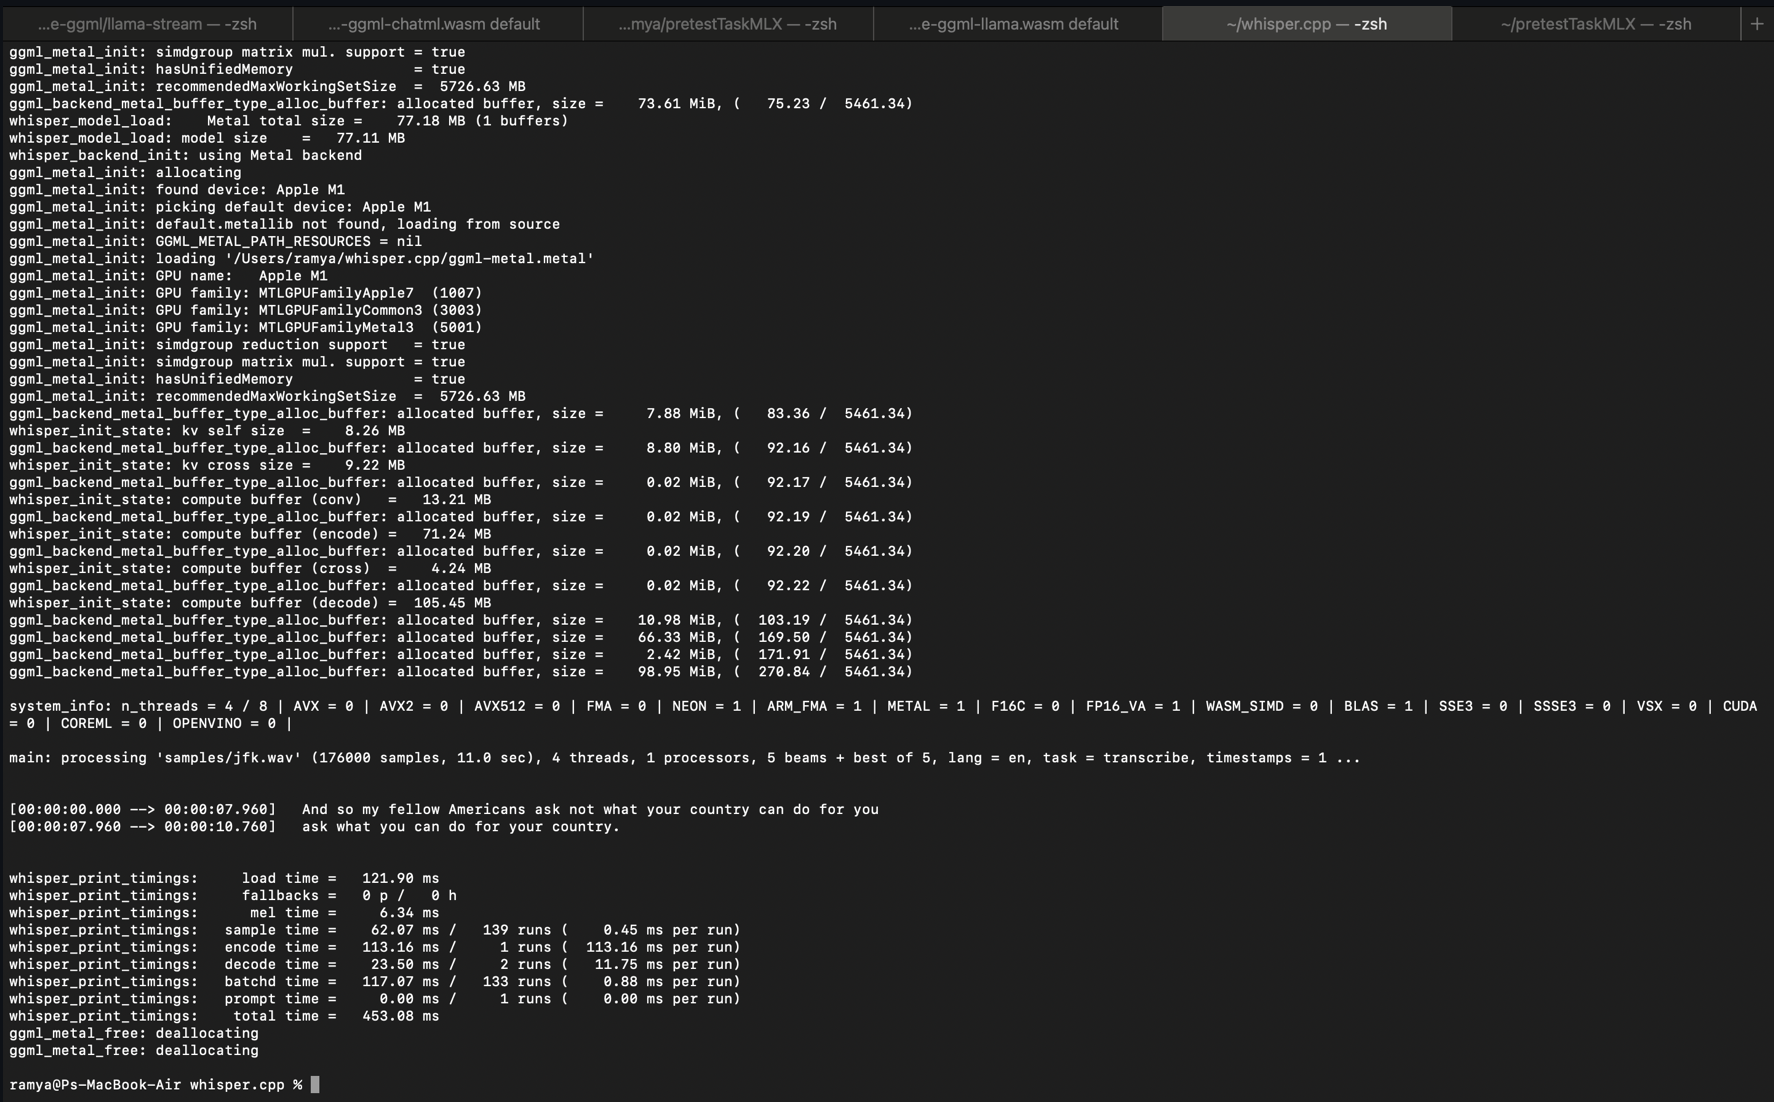 ...e-ggml/llama-stream — -zsh
...-ggml-chatml.wasm default
...mya/pretestTaskMLX — -zsh
...e-ggml-llama.wasm default
~/whisper.cpp — -zsh
~/pretestTaskMLX — -zsh
+
ggml_metal_init: simdgroup matrix mul. support = true
ggml_metal_init: hasUnifiedMemory              = true
ggml_metal_init: recommendedMaxWorkingSetSize  =  5726.63 MB
ggml_backend_metal_buffer_type_alloc_buffer: allocated buffer, size =    73.61 MiB, (   75.23 /  5461.34)
whisper_model_load:    Metal total size =    77.18 MB (1 buffers)
whisper_model_load: model size    =   77.11 MB
whisper_backend_init: using Metal backend
ggml_metal_init: allocating
ggml_metal_init: found device: Apple M1
ggml_metal_init: picking default device: Apple M1
ggml_metal_init: default.metallib not found, loading from source
ggml_metal_init: GGML_METAL_PATH_RESOURCES = nil
ggml_metal_init: loading '/Users/ramya/whisper.cpp/ggml-metal.metal'
ggml_metal_init: GPU name:   Apple M1
ggml_metal_init: GPU family: MTLGPUFamilyApple7  (1007)
ggml_metal_init: GPU family: MTLGPUFamilyCommon3 (3003)
ggml_metal_init: GPU family: MTLGPUFamilyMetal3  (5001)
ggml_metal_init: simdgroup reduction support   = true
ggml_metal_init: simdgroup matrix mul. support = true
ggml_metal_init: hasUnifiedMemory              = true
ggml_metal_init: recommendedMaxWorkingSetSize  =  5726.63 MB
ggml_backend_metal_buffer_type_alloc_buffer: allocated buffer, size =     7.88 MiB, (   83.36 /  5461.34)
whisper_init_state: kv self size  =    8.26 MB
ggml_backend_metal_buffer_type_alloc_buffer: allocated buffer, size =     8.80 MiB, (   92.16 /  5461.34)
whisper_init_state: kv cross size =    9.22 MB
ggml_backend_metal_buffer_type_alloc_buffer: allocated buffer, size =     0.02 MiB, (   92.17 /  5461.34)
whisper_init_state: compute buffer (conv)   =   13.21 MB
ggml_backend_metal_buffer_type_alloc_buffer: allocated buffer, size =     0.02 MiB, (   92.19 /  5461.34)
whisper_init_state: compute buffer (encode) =   71.24 MB
ggml_backend_metal_buffer_type_alloc_buffer: allocated buffer, size =     0.02 MiB, (   92.20 /  5461.34)
whisper_init_state: compute buffer (cross)  =    4.24 MB
ggml_backend_metal_buffer_type_alloc_buffer: allocated buffer, size =     0.02 MiB, (   92.22 /  5461.34)
whisper_init_state: compute buffer (decode) =  105.45 MB
ggml_backend_metal_buffer_type_alloc_buffer: allocated buffer, size =    10.98 MiB, (  103.19 /  5461.34)
ggml_backend_metal_buffer_type_alloc_buffer: allocated buffer, size =    66.33 MiB, (  169.50 /  5461.34)
ggml_backend_metal_buffer_type_alloc_buffer: allocated buffer, size =     2.42 MiB, (  171.91 /  5461.34)
ggml_backend_metal_buffer_type_alloc_buffer: allocated buffer, size =    98.95 MiB, (  270.84 /  5461.34)
system_info: n_threads = 4 / 8 | AVX = 0 | AVX2 = 0 | AVX512 = 0 | FMA = 0 | NEON = 1 | ARM_FMA = 1 | METAL = 1 | F16C = 0 | FP16_VA = 1 | WASM_SIMD = 0 | BLAS = 1 | SSE3 = 0 | SSSE3 = 0 | VSX = 0 | CUDA
= 0 | COREML = 0 | OPENVINO = 0 |
main: processing 'samples/jfk.wav' (176000 samples, 11.0 sec), 4 threads, 1 processors, 5 beams + best of 5, lang = en, task = transcribe, timestamps = 1 ...
[00:00:00.000 --> 00:00:07.960]   And so my fellow Americans ask not what your country can do for you
[00:00:07.960 --> 00:00:10.760]   ask what you can do for your country.
whisper_print_timings:     load time =   121.90 ms
whisper_print_timings:     fallbacks =   0 p /   0 h
whisper_print_timings:      mel time =     6.34 ms
whisper_print_timings:   sample time =    62.07 ms /   139 runs (    0.45 ms per run)
whisper_print_timings:   encode time =   113.16 ms /     1 runs (  113.16 ms per run)
whisper_print_timings:   decode time =    23.50 ms /     2 runs (   11.75 ms per run)
whisper_print_timings:   batchd time =   117.07 ms /   133 runs (    0.88 ms per run)
whisper_print_timings:   prompt time =     0.00 ms /     1 runs (    0.00 ms per run)
whisper_print_timings:    total time =   453.08 ms
ggml_metal_free: deallocating
ggml_metal_free: deallocating
ramya@Ps-MacBook-Air whisper.cpp %